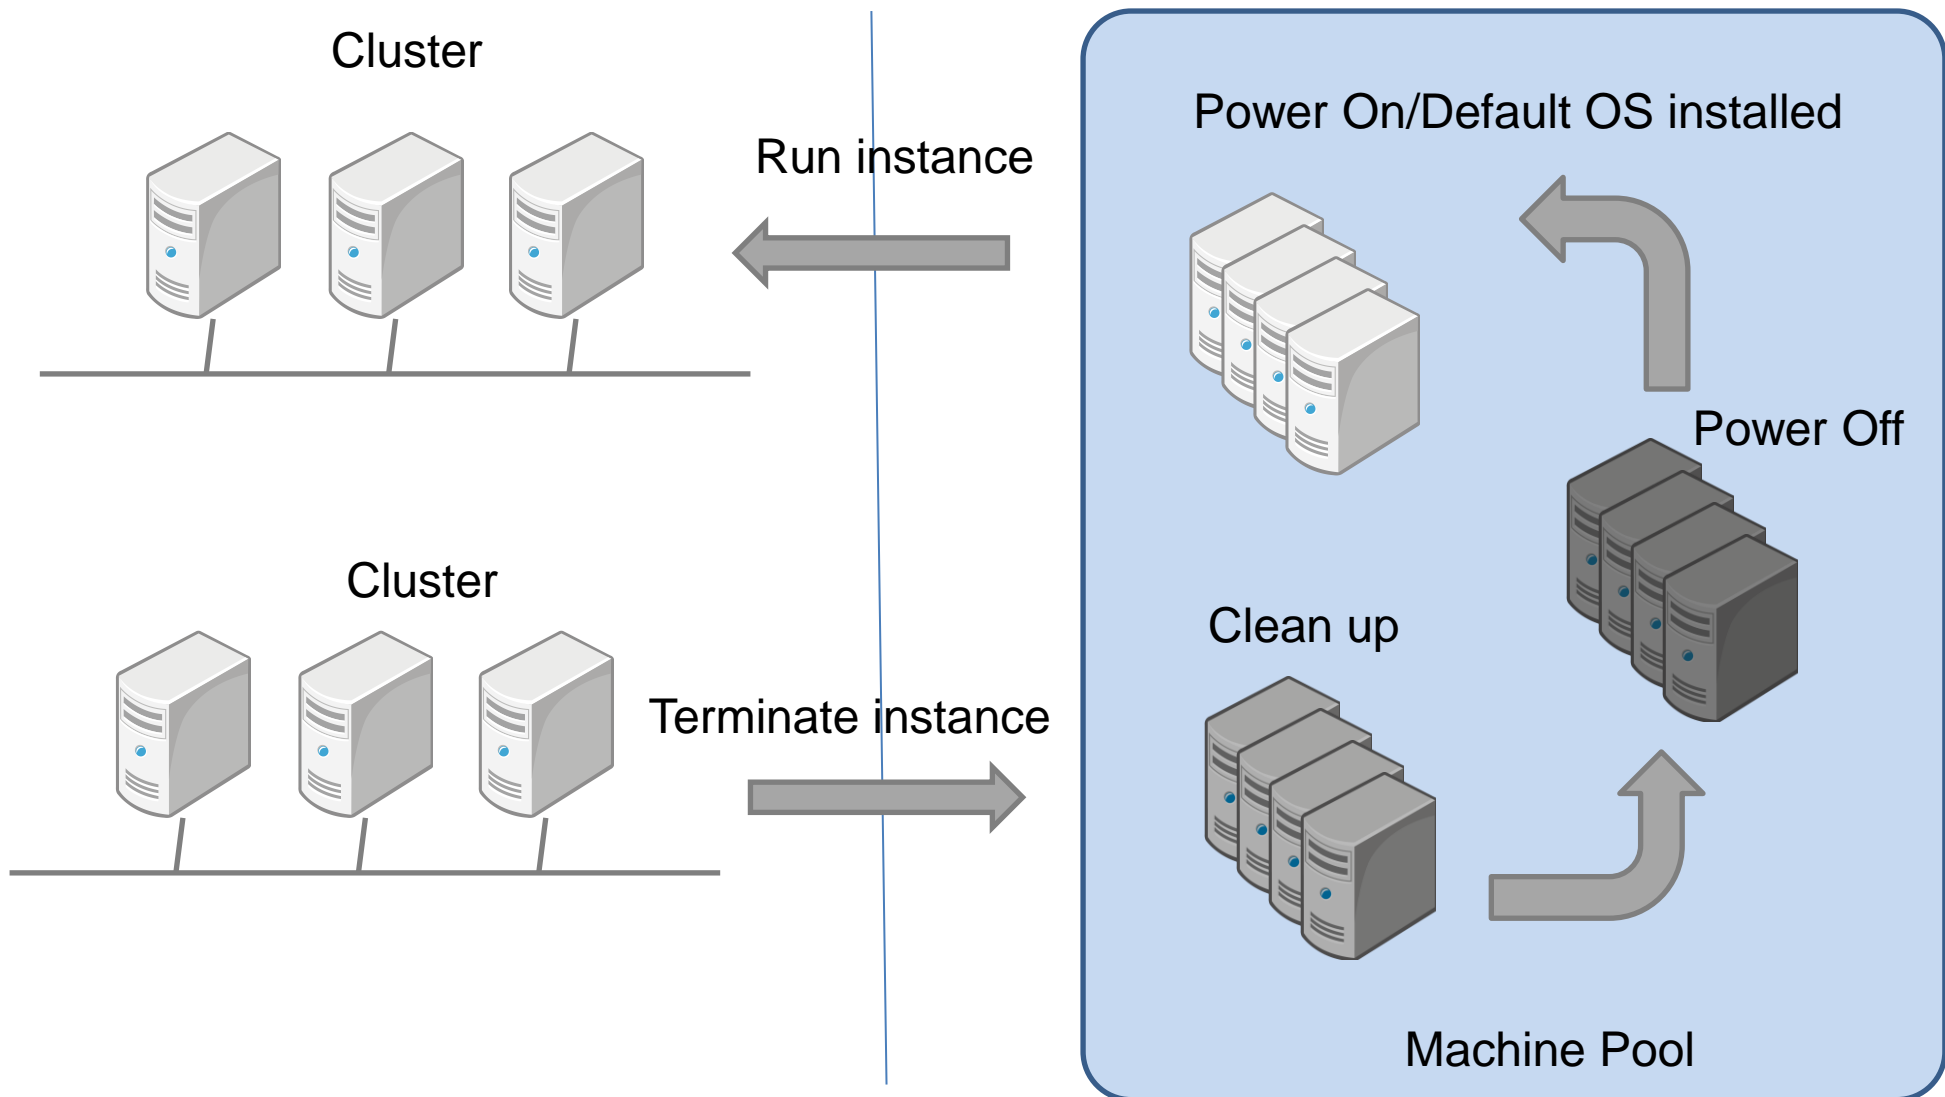 Cluster
Power On/Default OS installed
Run instance
Power Off
Cluster
Clean up
Terminate instance
Machine Pool